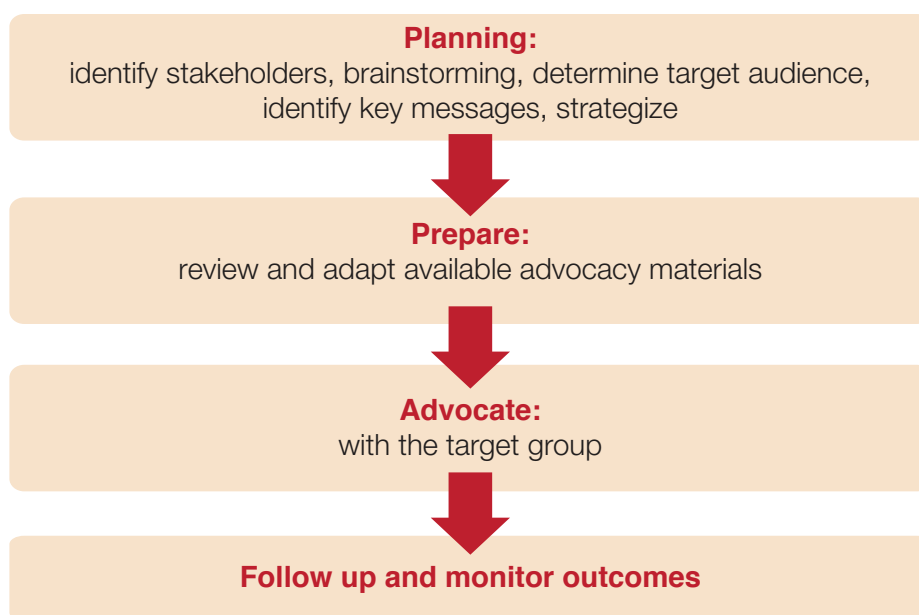 Planning:
identify stakeholders, brainstorming, determine target audience,
identify key messages, strategize
Prepare:
review and adapt available advocacy materials
Advocate:
with the target group
Follow up and monitor outcomes